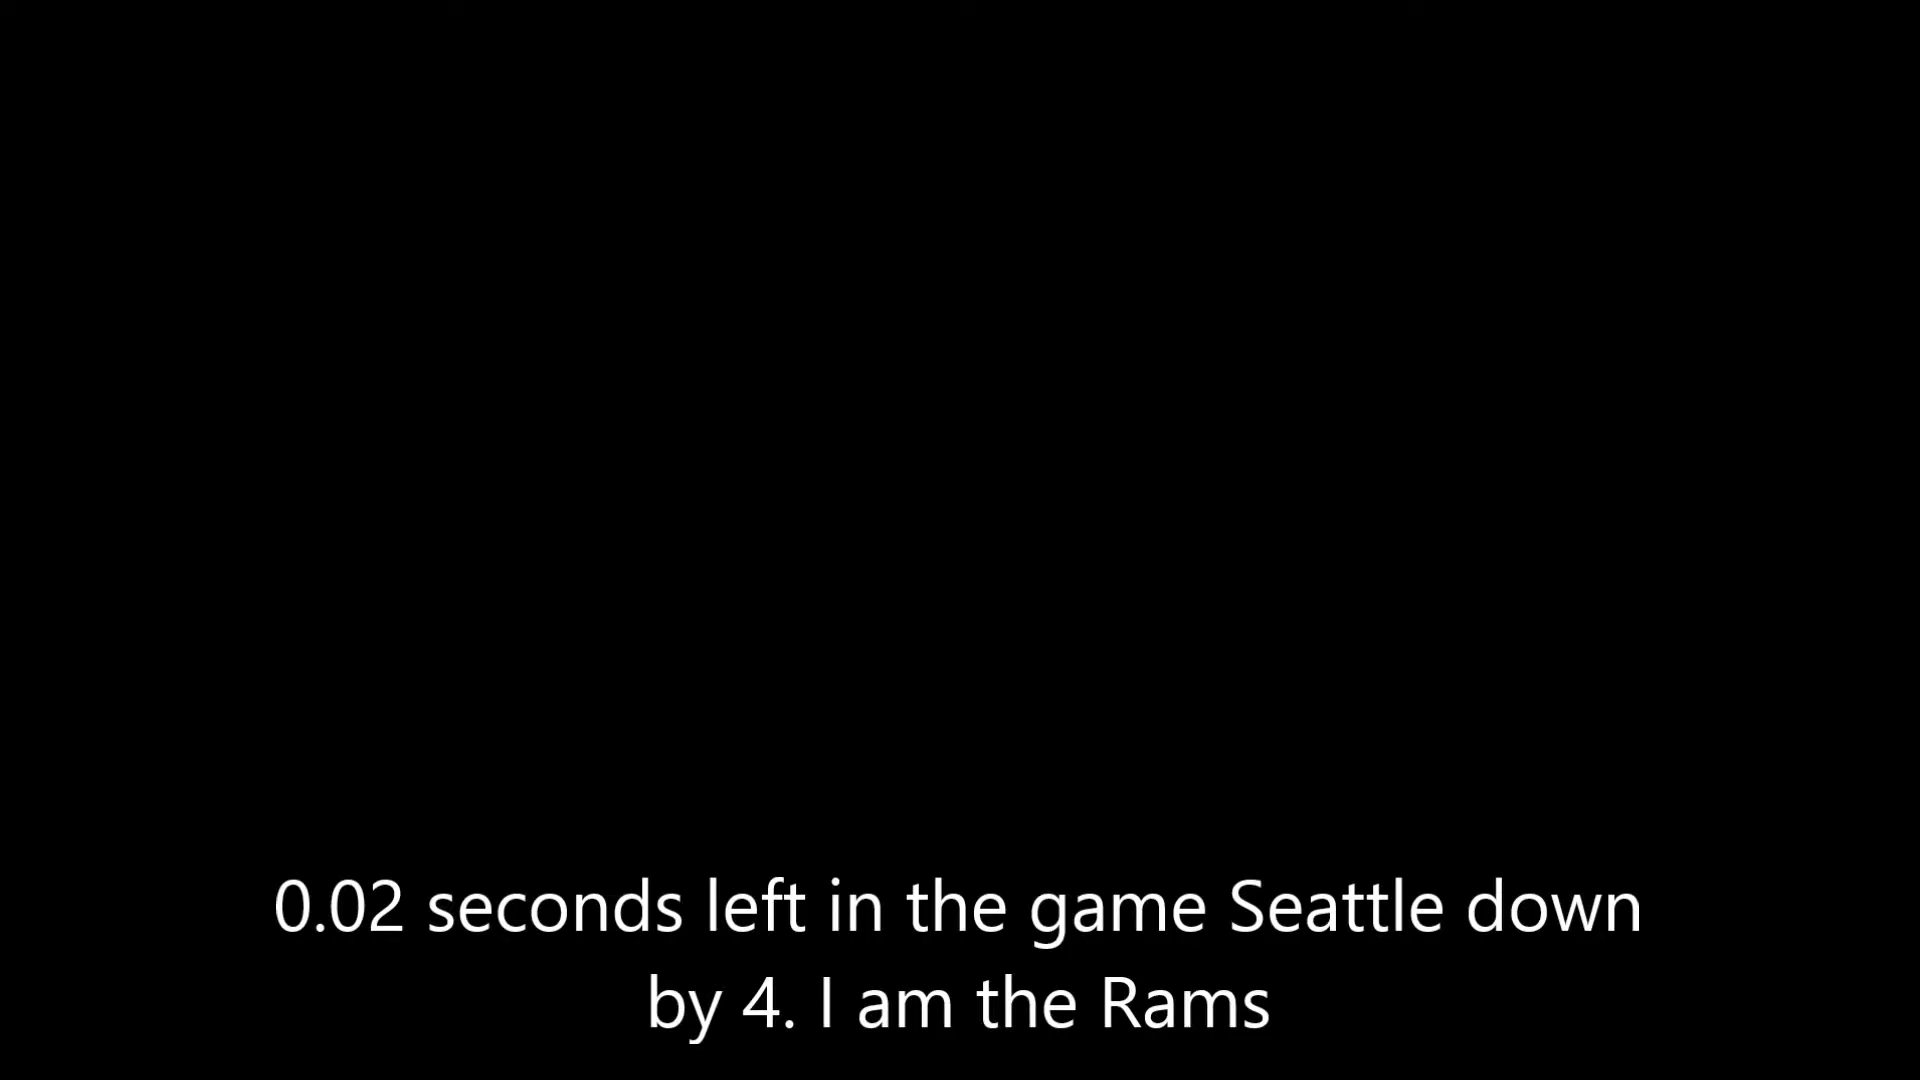 0.02 seconds left in the game Seattle down
by 4. I am the Rams